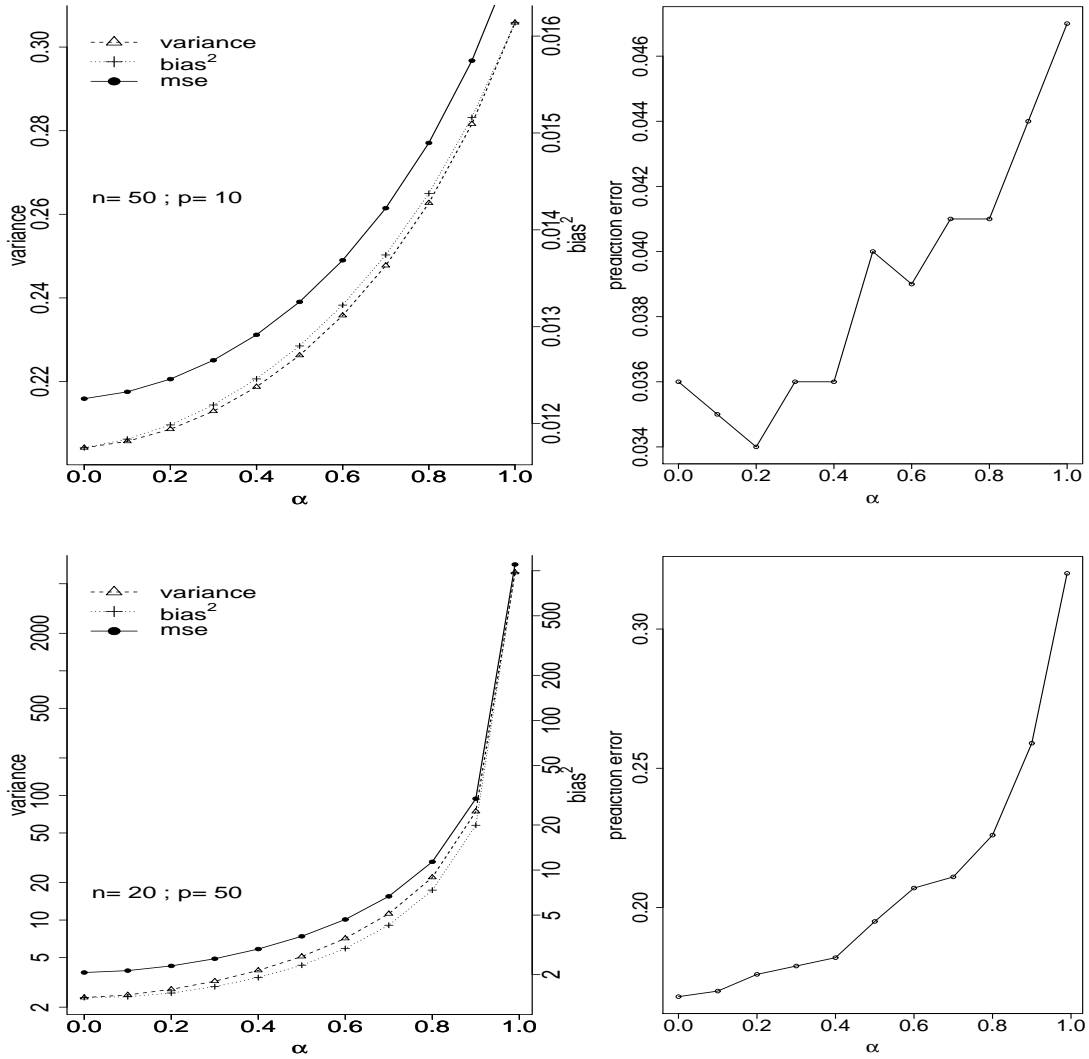 variance
bias2
mse
n= 50 ; p= 10
variance
0.22 0.24 0.26 0.28 0.30
bias2
0.012 0.013 0.014 0.015 0.016
0.0 0.2 0.4 0.6 0.8 1.0
α
prediction error
0.034 0.036 0.038 0.040 0.042 0.044 0.046
0.0 0.2 0.4 0.6 0.8 1.0
α
variance
bias2
mse
n= 20 ; p= 50
variance
2 5 10 20 50 100 500 2000
bias2
2 5 10 20 50 100 200 500
0.0 0.2 0.4 0.6 0.8 1.0
α
prediction error
0.20 0.25 0.30
0.0 0.2 0.4 0.6 0.8 1.0
α